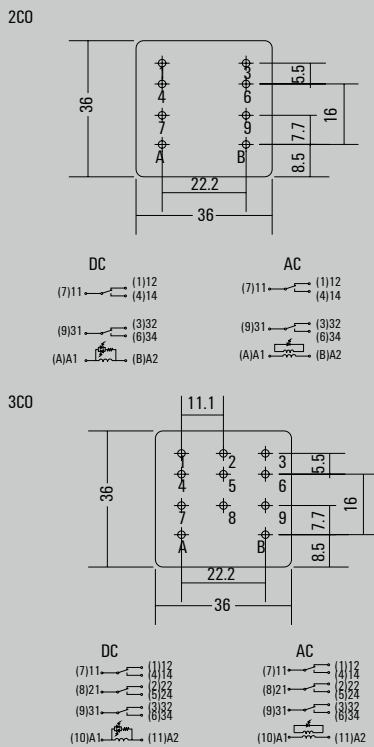 2CO
1 3
4 6
7 9
A B
5.5
16
7.7
8.5
36
22.2
36
DC AC
(7)11 (1)12 (7)11 (1)12
(4)14 (4)14
(9)31 (3)32 (9)31 (3)32
(6)34 (6)34
(A)A1 (B)A2 (A)A1 (B)A2
3CO
11.1
1 2 3
4 5 6
7 8 9
A B
5.5
16
7.7
8.5
36
22.2
36
DC AC
(7)11 (1)12 (7)11 (1)12
(4)14 (4)14
(8)21 (2)22 (8)21 (2)22
(5)24 (5)24
(9)31 (3)32 (9)31 (3)32
(6)34 (6)34
(10)A1 (11)A2 (10)A1 (11)A2